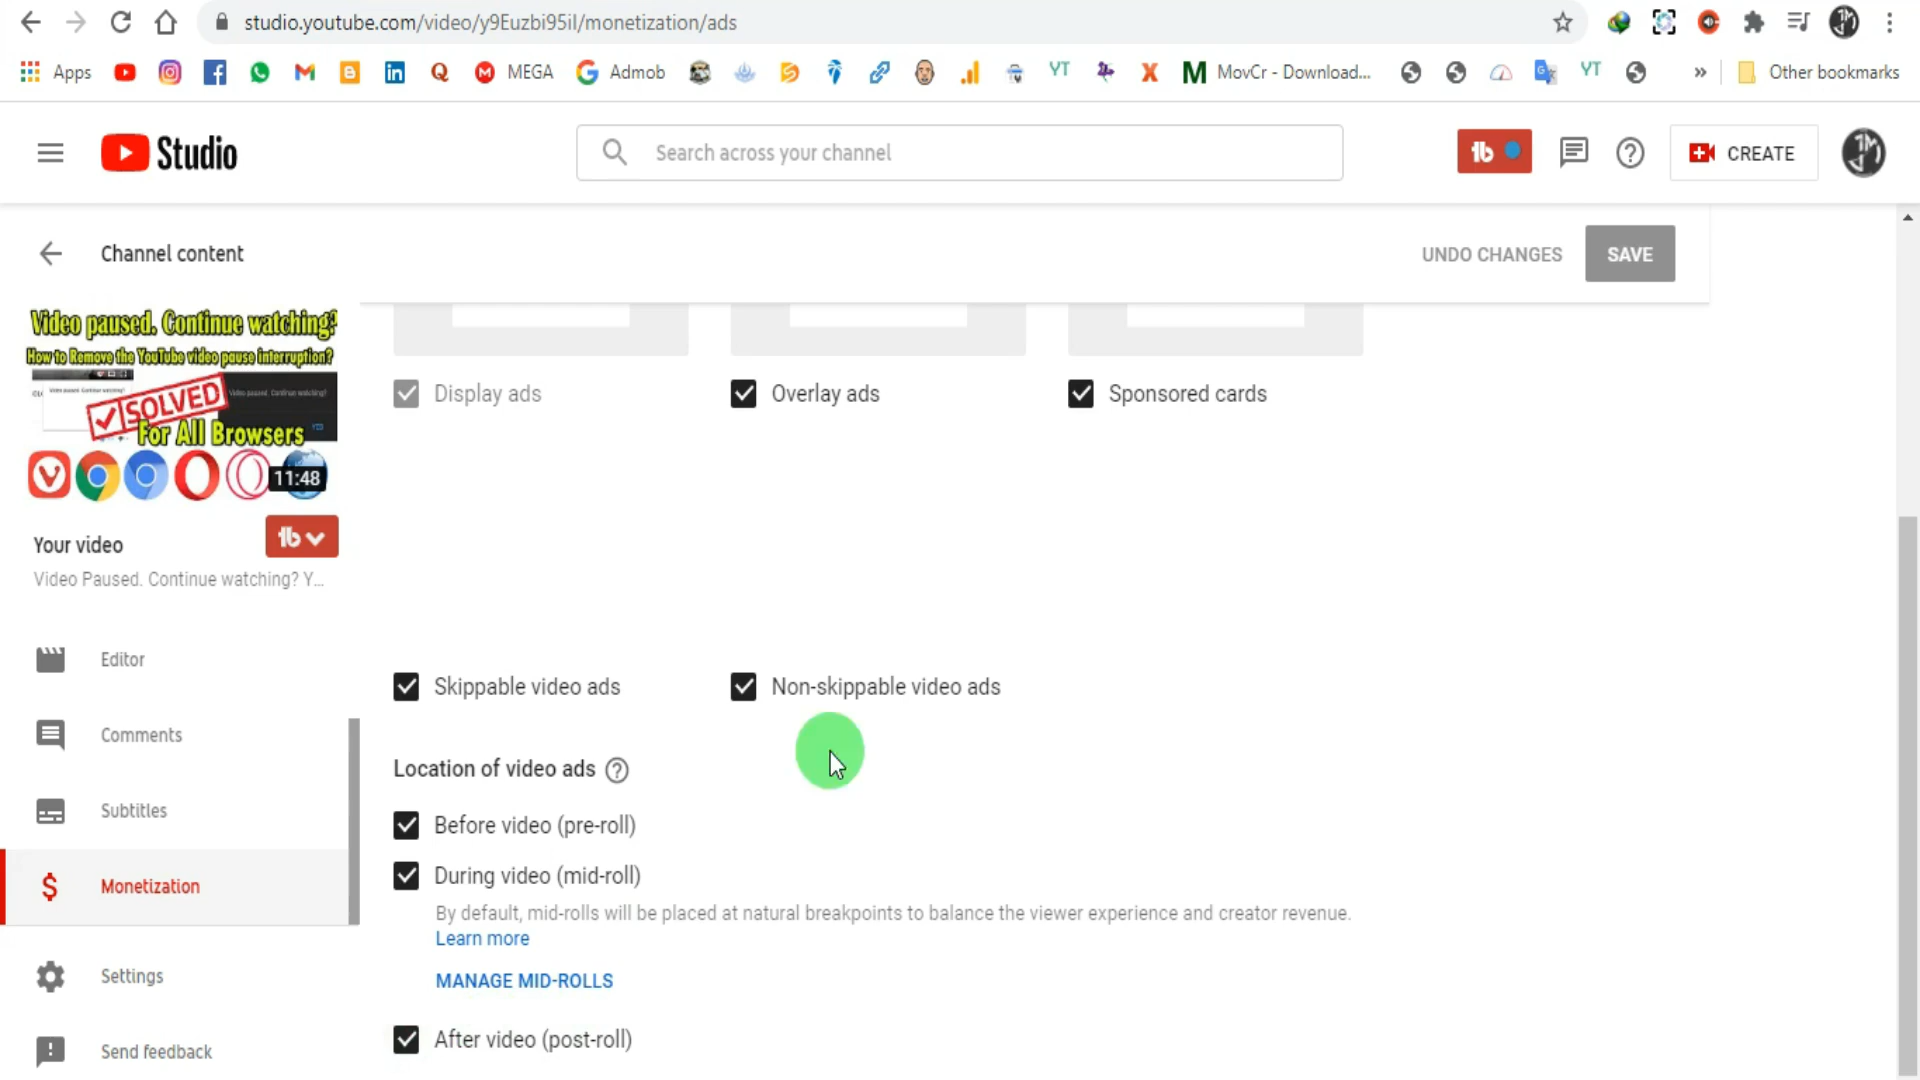 studio.youtube.com/video/y9Euzbi95iI/monetization/ads
Apps
MEGA
Admob
YT
MovCr - Download...
YT
Other bookmarks
Studio
Search across your channel
CREATE
Channel content
UNDO CHANGES
SAVE
Video paused. Continue watching?
How to Remove the YouTube video pause interruption?
SOLVED
For All Browsers
11:48
Display ads
Overlay ads
Sponsored cards
Your video
Video Paused. Continue watching? Y...
Editor
Comments
Subtitles
Monetization
Settings
Send feedback
Skippable video ads
Non-skippable video ads
Location of video ads
Before video (pre-roll)
During video (mid-roll)
By default, mid-rolls will be placed at natural breakpoints to balance the viewer experience and creator revenue.
Learn more
MANAGE MID-ROLLS
After video (post-roll)